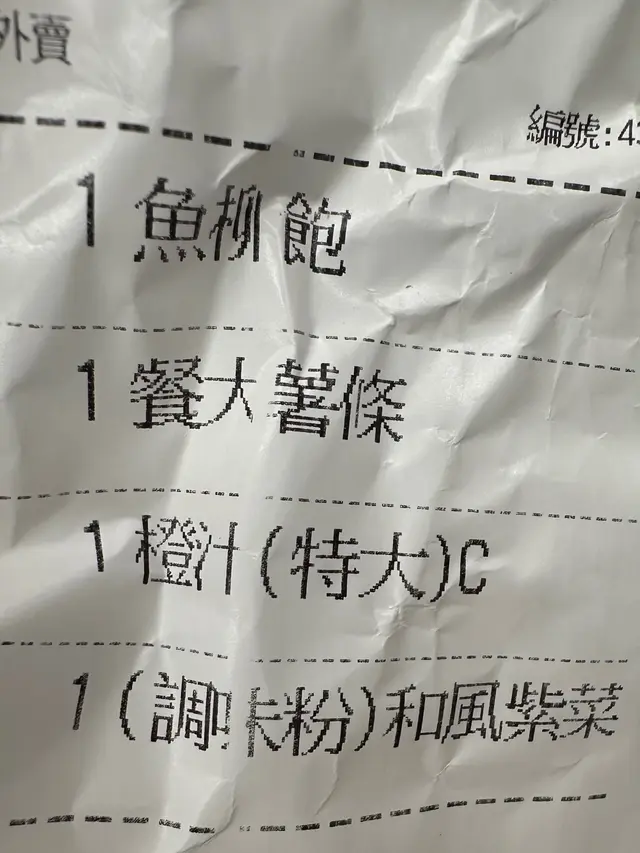 外賣
編號:43
1 魚柳飽
1 餐大薯條
1 橙汁(特大)C
1 (調味粉)和風紫菜